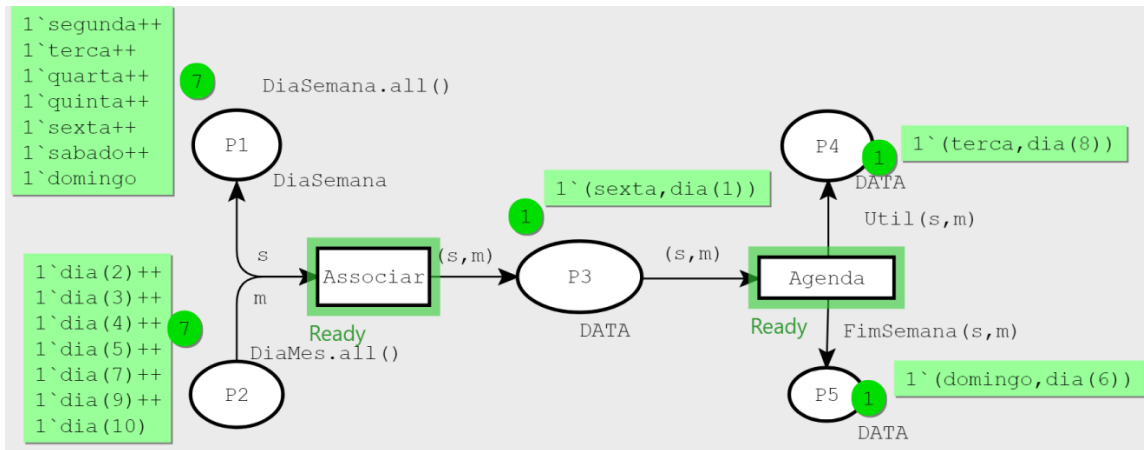 1`segunda++
1`terca++
1`quarta++
1`quinta++
1`sexta++
1`sabado++
1`domingo
7
DiaSemana.all()
P1
DiaSemana
s
m
1`dia(2)++
1`dia(3)++
1`dia(4)++
1`dia(5)++
1`dia(7)++
1`dia(9)++
1`dia(10)
7
DiaMes.all()
P2
Associar
Ready
(s,m)
1`(sexta,dia(1))
1
P3
DATA
(s,m)
Agenda
Ready
P4
1
1`(terca,dia(8))
DATA
Util(s,m)
FimSemana(s,m)
P5
1
1`(domingo,dia(6))
DATA